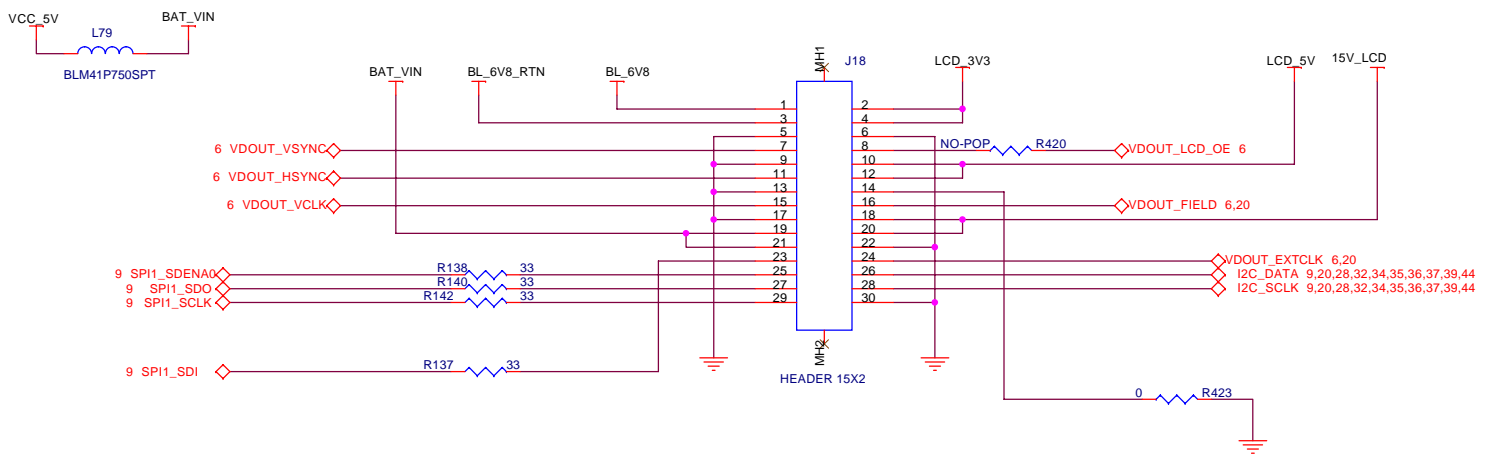 VCC_5V BAT_VIN
L79
BLM41P750SPT
BAT_VIN BL_6V8_RTN BL_6V8 MH1 J18 LCD_3V3 LCD_5V 15V_LCD
1 2
3 4
5 6
6 VDOUT_VSYNC 7 8 NO-POP R420 VDOUT_LCD_OE 6
9 10
6 VDOUT_HSYNC 11 12
13 14
6 VDOUT_VCLK 15 16 VDOUT_FIELD 6,20
17 18
19 20
21 22
23 24 VDOUT_EXTCLK 6,20
9 SPI1_SDENA0 R138 33 25 26 I2C_DATA 9,20,28,32,34,35,36,37,39,44
9 SPI1_SDO R140 33 27 28 I2C_SCLK 9,20,28,32,34,35,36,37,39,44
9 SPI1_SCLK R142 33 29 30
MH2
9 SPI1_SDI R137 33
HEADER 15X2
0 R423